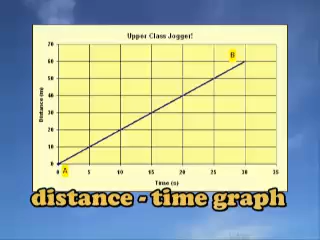 Upper Class Jogger!
70
60
50
40
30
20
10
0
B
A
Distance (m)
0 5 10 15 20 25 30 35
Time (s)
distance - time graph